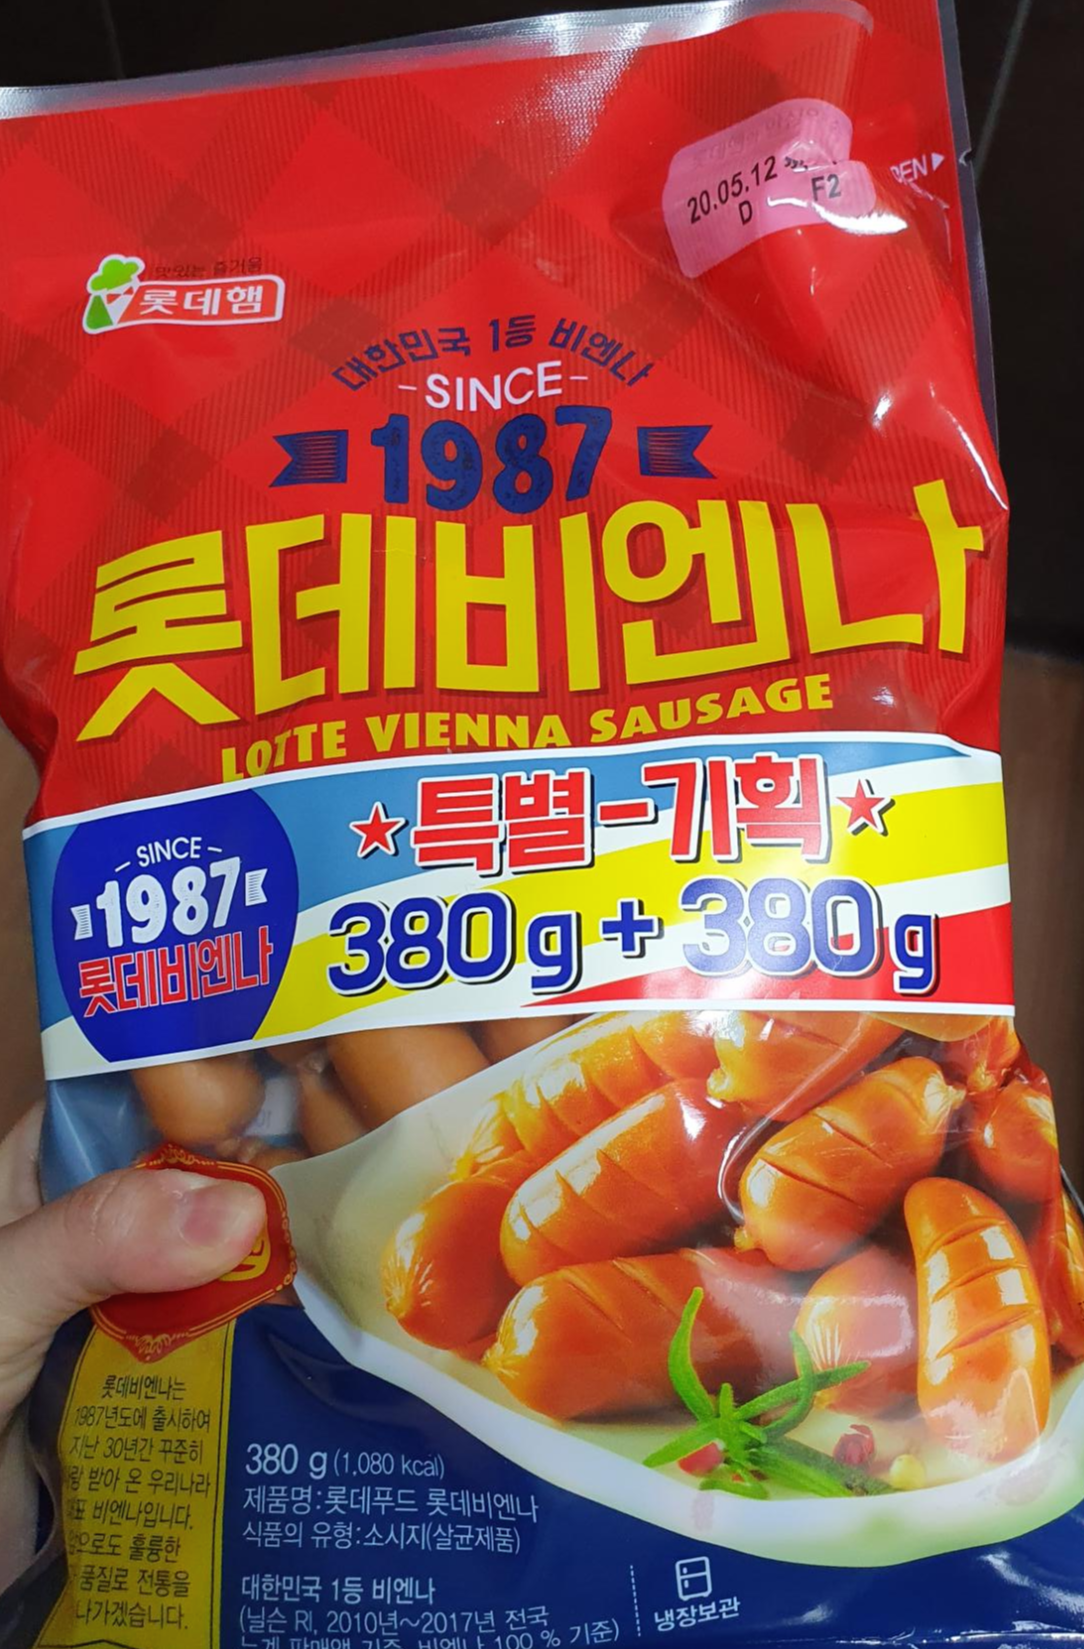 20.05.12
D F2
맛있는 즐거움
롯데햄
대한민국 1등 비엔나
-SINCE-
1987
롯데비엔나
LOTTE VIENNA SAUSAGE
★특별-기획★
380g+380g
- SINCE -
1987
롯데비엔나
롯데비엔나는
1987년도에 출시하여
지난 30년간 꾸준히
받아 온 우리나라
비엔나입니다.
훌륭한
품질로 전통을
380 g (1,080 kcal)
제품명:롯데푸드 롯데비엔나
식품의 유형:소시지(살균제품)
대한민국 1등 비엔나
(닐슨 RI, 2010년~2017년 전국
판매액 기준, 비엔나 100 % 기준)
냉장보관